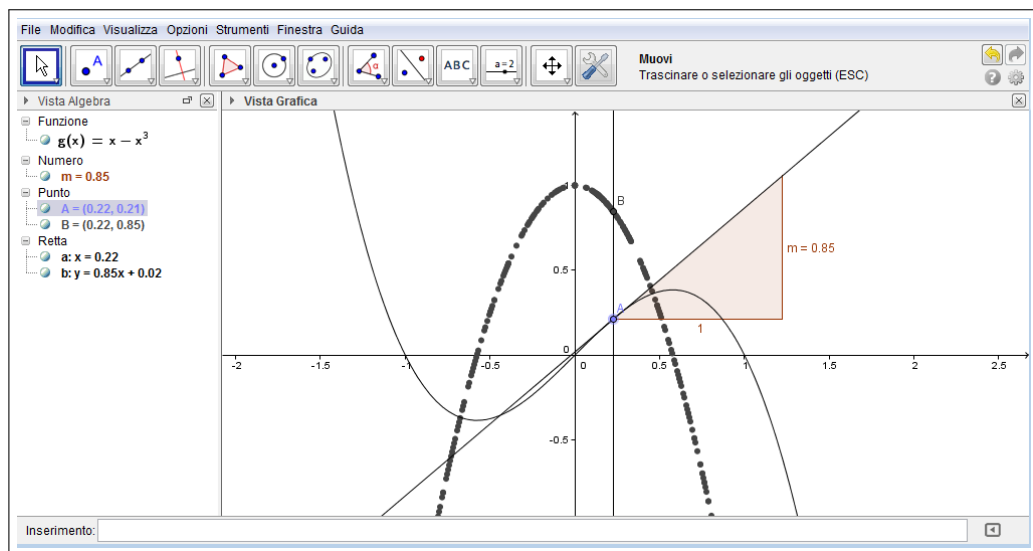 File Modifica Visualizza Opzioni Strumenti Finestra Guida
A
α
ABC
a=2
Muovi
Trascinare o selezionare gli oggetti (ESC)
Vista Algebra
Vista Grafica
Funzione
g(x) = x − x³
Numero
m = 0.85
Punto
A = (0.22, 0.21)
B = (0.22, 0.85)
Retta
a: x = 0.22
b: y = 0.85x + 0.02
1
B
m = 0.85
0.5
A
1
0
-2 -1.5 -1 -0.5 0 0.5 1 1.5 2 2.5
-0.5
Inserimento: